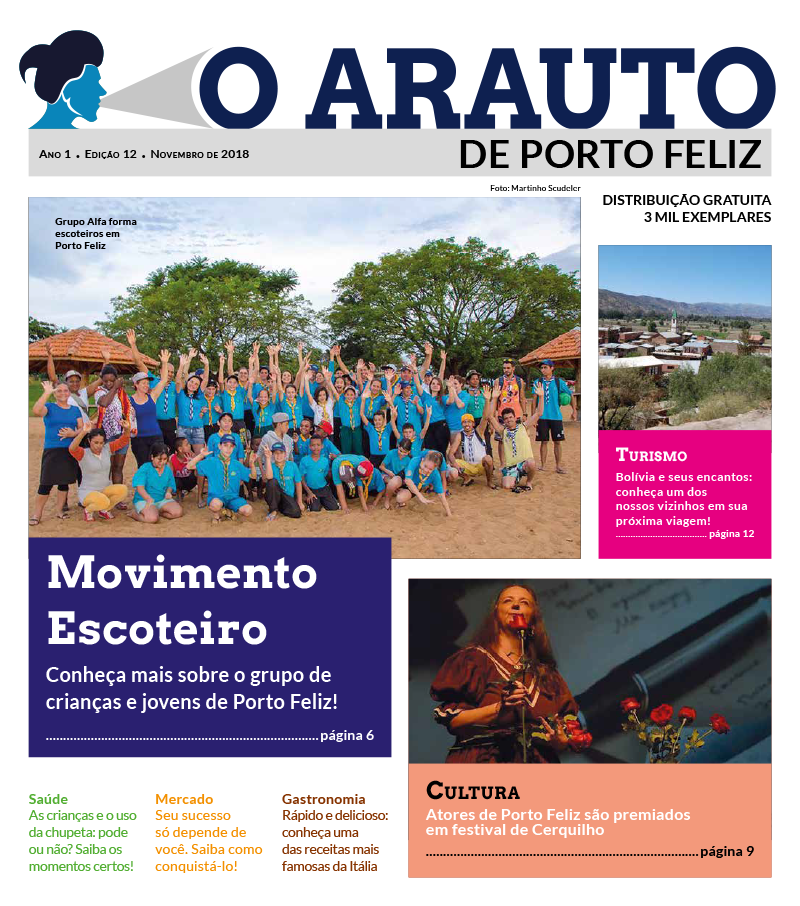 O ARAUTO
DE PORTO FELIZ
Ano 1 • Edição 12 • Novembro de 2018
Foto: Martinho Scudeler
DISTRIBUIÇÃO GRATUITA
3 MIL EXEMPLARES
Grupo Alfa forma
escoteiros em
Porto Feliz
Turismo
Bolívia e seus encantos:
conheça um dos
nossos vizinhos em sua
próxima viagem!
página 12
Movimento
Escoteiro
Conheça mais sobre o grupo de
crianças e jovens de Porto Feliz!
página 6
Cultura
Atores de Porto Feliz são premiados
em festival de Cerquilho
página 9
Saúde
As crianças e o uso
da chupeta: pode
ou não? Saiba os
momentos certos!
Mercado
Seu sucesso
só depende de
você. Saiba como
conquistá-lo!
Gastronomia
Rápido e delicioso:
conheça uma
das receitas mais
famosas da Itália